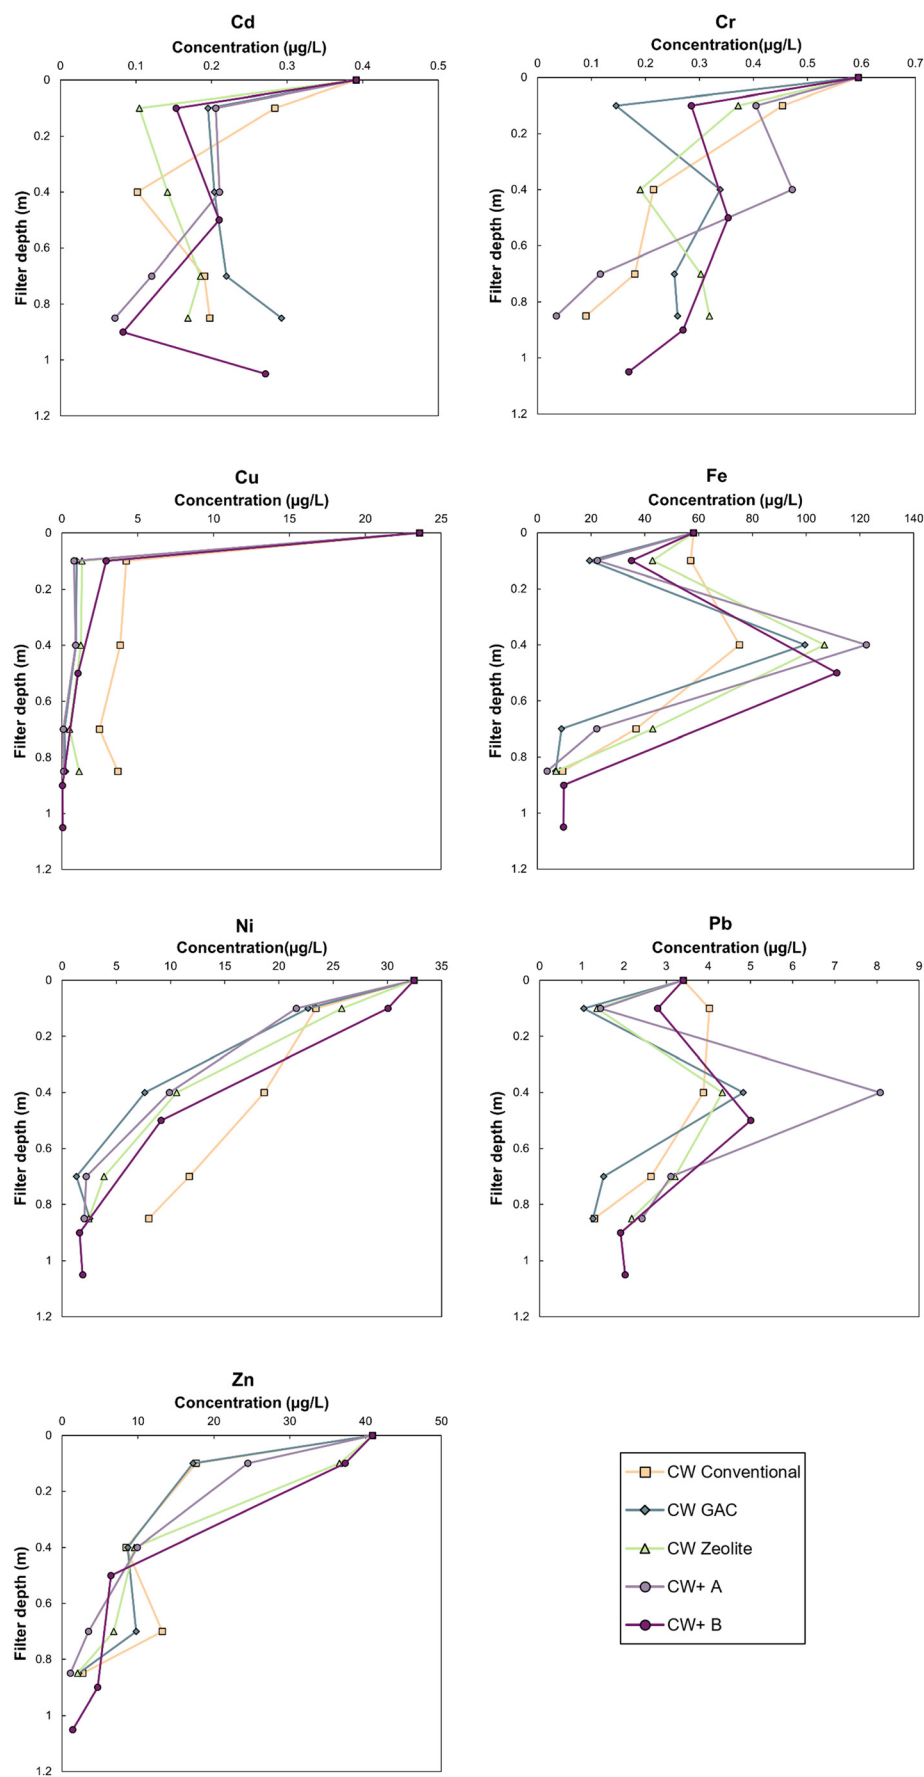 Cd
Concentration (µg/L)
0 0.1 0.2 0.3 0.4 0.5
0
0.2
0.4
0.6
0.8
1
1.2
Filter depth (m)
Cr
Concentration(µg/L)
0 0.1 0.2 0.3 0.4 0.5 0.6 0.7
0
0.2
0.4
0.6
0.8
1
1.2
Filter depth (m)
Cu
Concentration (µg/L)
0 5 10 15 20 25
0
0.2
0.4
0.6
0.8
1
1.2
Filter depth (m)
Fe
Concentration (µg/L)
0 20 40 60 80 100 120 140
0
0.2
0.4
0.6
0.8
1
1.2
Filter depth (m)
Ni
Concentration(µg/L)
0 5 10 15 20 25 30 35
0
0.2
0.4
0.6
0.8
1
1.2
Filter depth (m)
Pb
Concentration (µg/L)
0 1 2 3 4 5 6 7 8 9
0
0.2
0.4
0.6
0.8
1
1.2
Filter depth (m)
Zn
Concentration (µg/L)
0 10 20 30 40 50
0
0.2
0.4
0.6
0.8
1
1.2
Filter depth (m)
CW Conventional
CW GAC
CW Zeolite
CW+ A
CW+ B